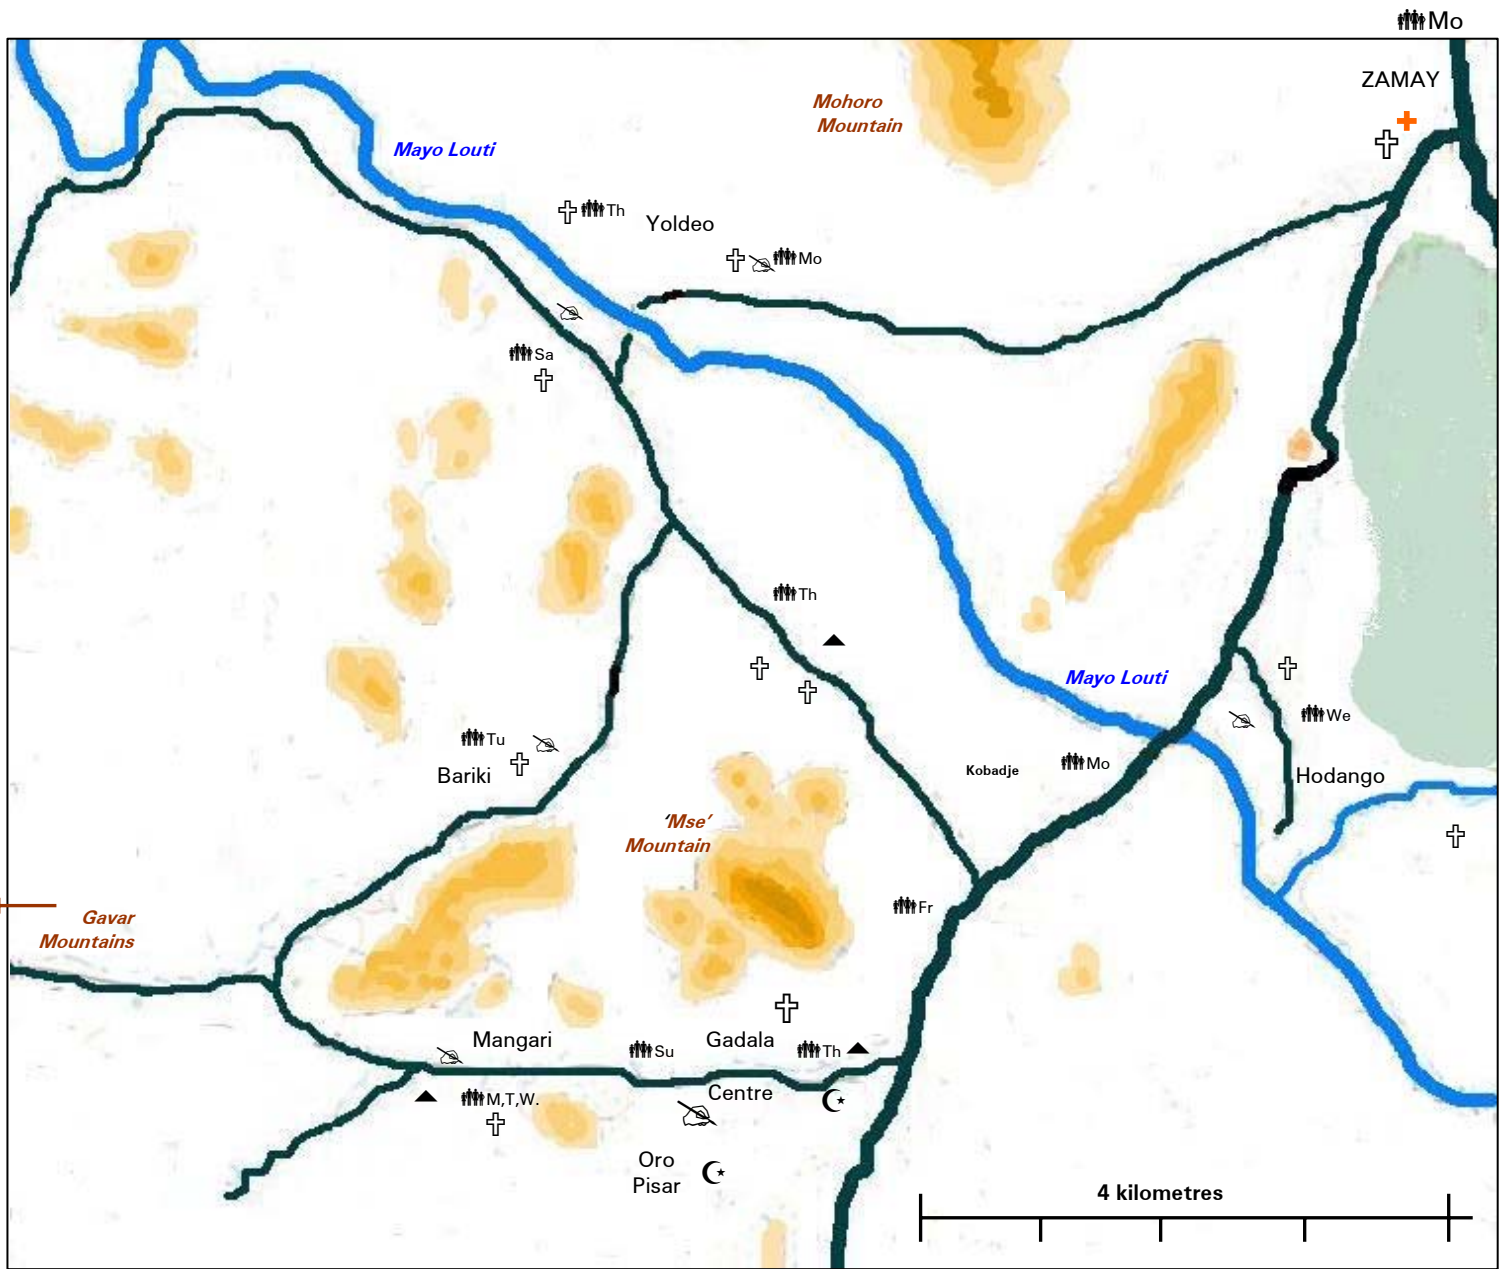 Mo
ZAMAY
Mohoro
Mountain
Mayo Louti
Th
Yoldeo
Mo
Sa
Th
Mayo Louti
We
Tu
Bariki
Kobadje
Mo
Hodango
‘Mse’
Mountain
Fr
Gavar
Mountains
Mangari
Su
Gadala
Th
Centre
M,T,W.
Oro
Pisar
4 kilometres